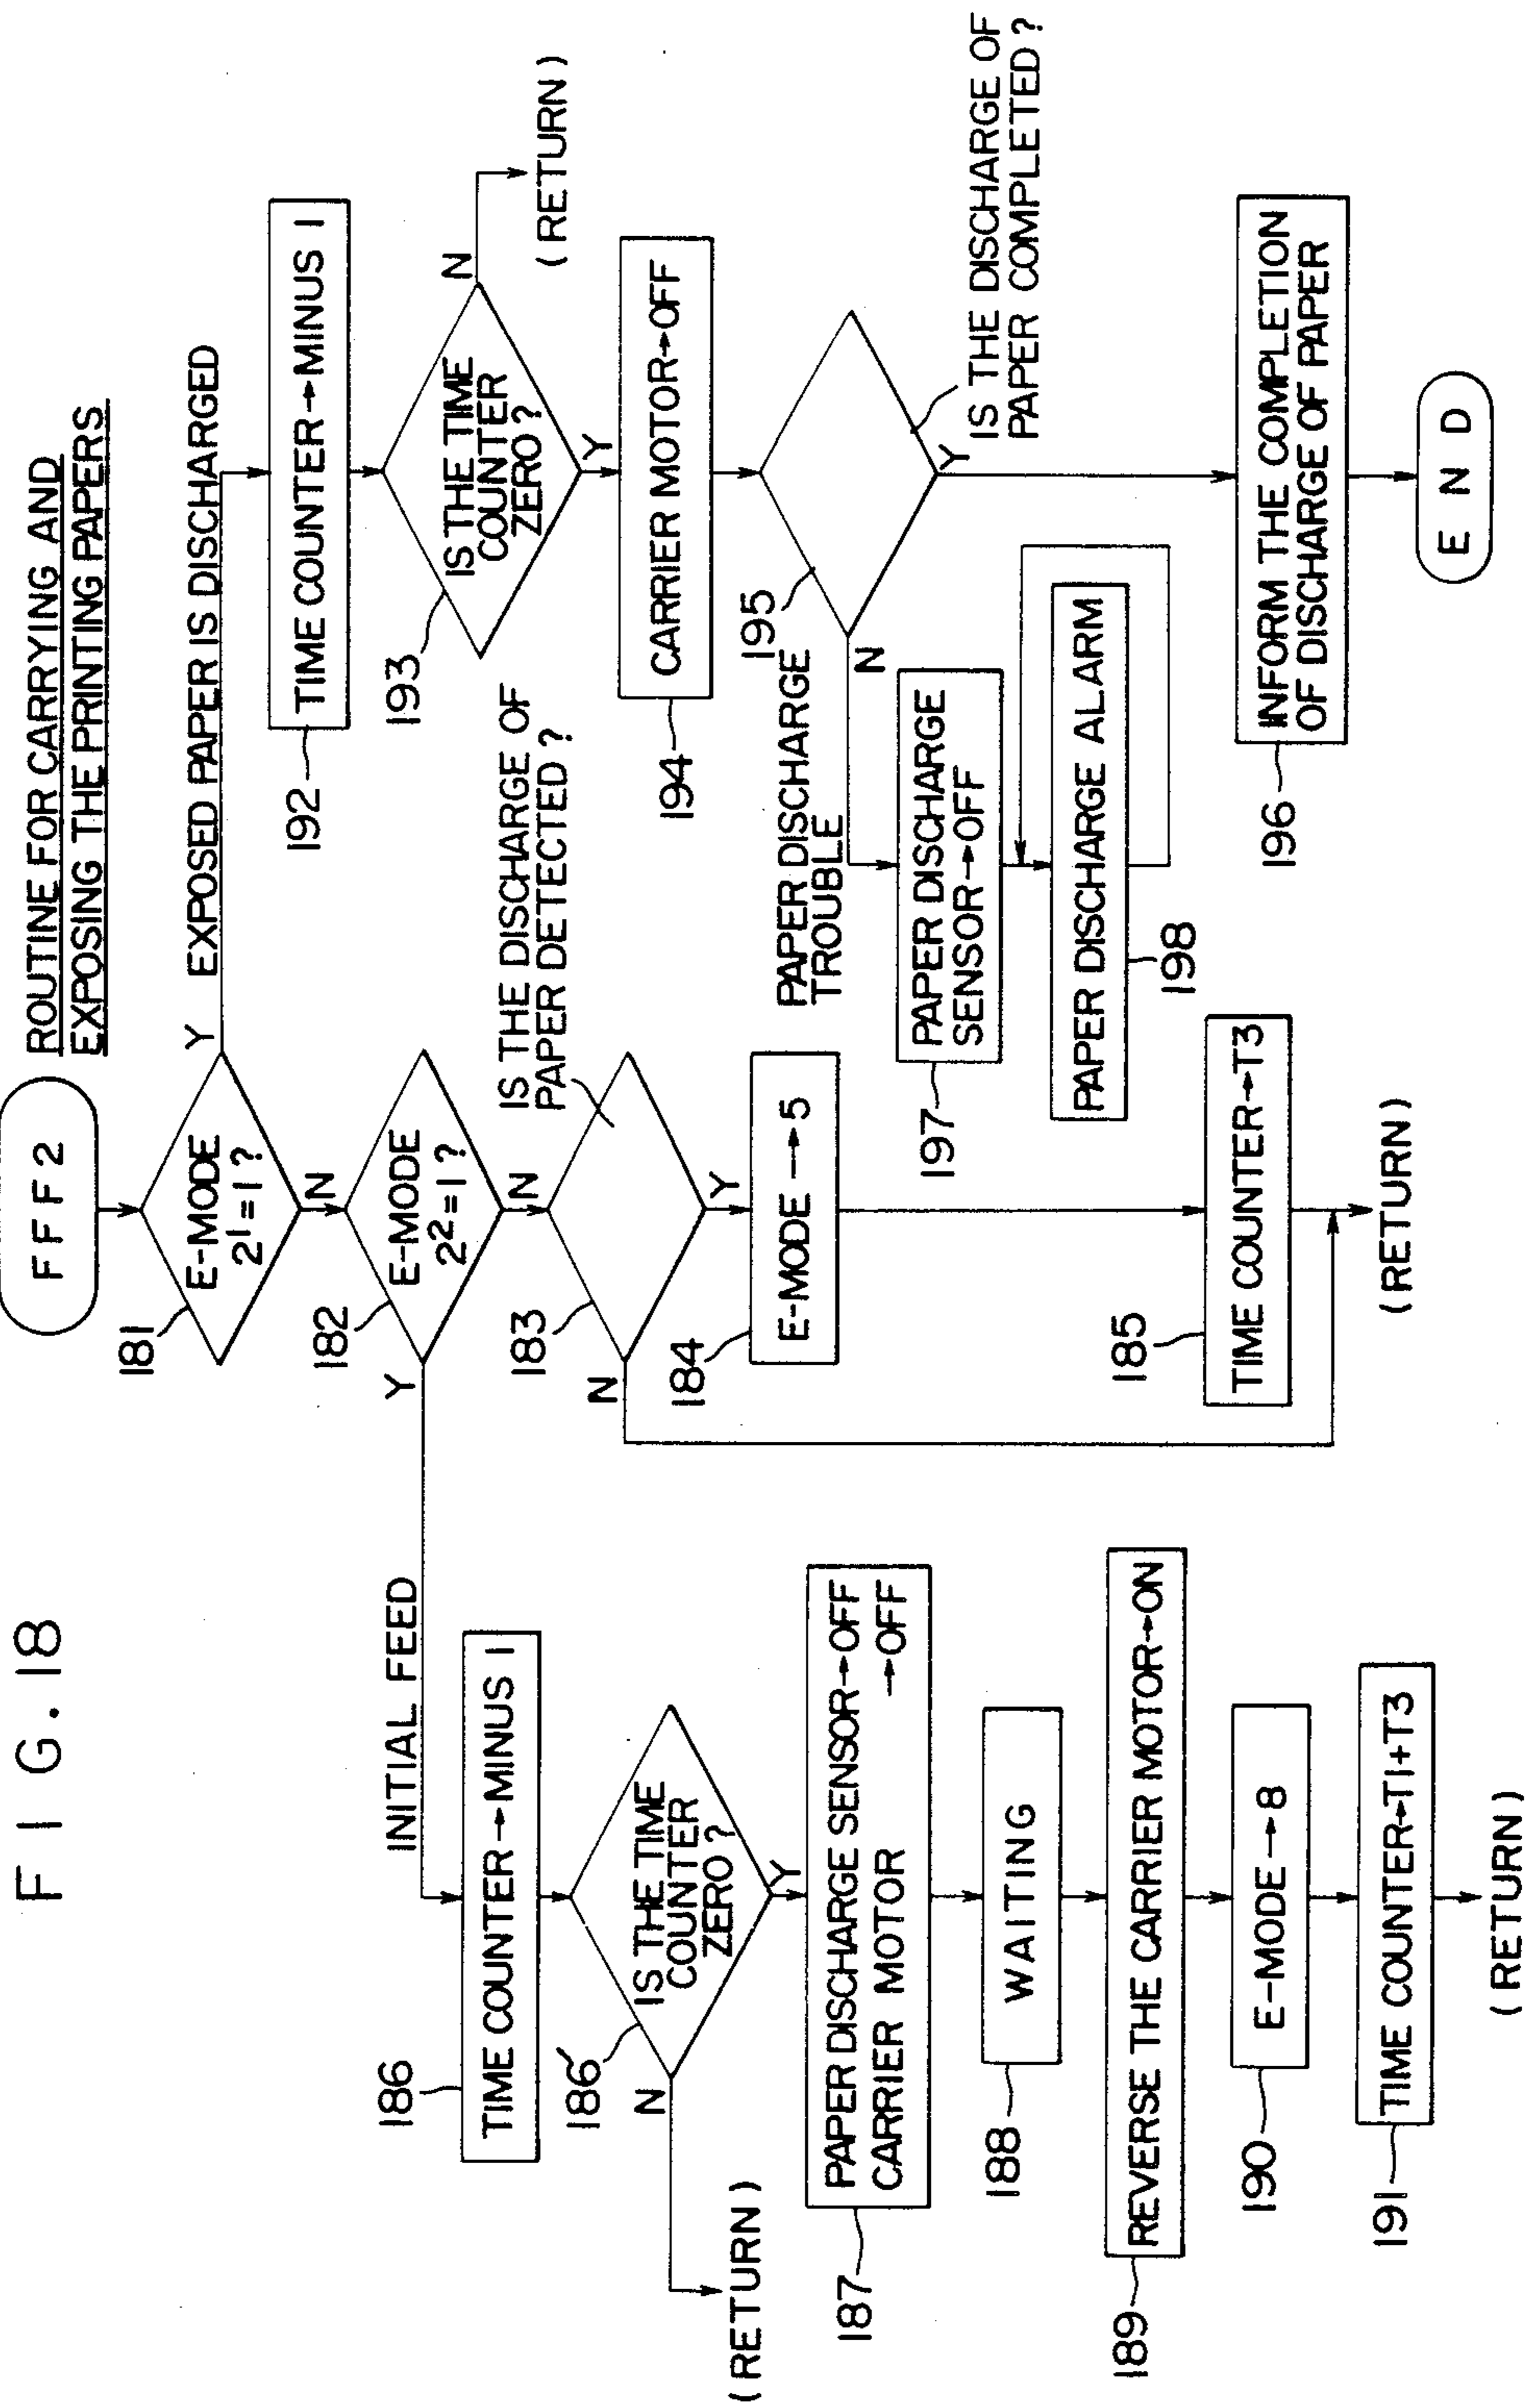 F I G. 18
ROUTINE FOR CARRYING AND
EXPOSING THE PRINTING PAPERS
FFF2
181
E-MODE
2¹=1?
Y
EXPOSED PAPER IS DISCHARGED
N
182
E-MODE
2²=1?
Y
INITIAL FEED
N
183
IS THE DISCHARGE OF
PAPER DETECTED?
N
Y
184
E-MODE→5
185
TIME COUNTER→T3
(RETURN)
186
TIME COUNTER→MINUS 1
186'
IS THE TIME
COUNTER
ZERO?
N
(RETURN)
Y
187
PAPER DISCHARGE SENSOR→OFF
CARRIER MOTOR →OFF
188
WAITING
189
REVERSE THE CARRIER MOTOR→ON
190
E-MODE→8
191
TIME COUNTER→T1+T3
(RETURN)
192
TIME COUNTER→MINUS 1
193
IS THE TIME
COUNTER
ZERO?
N
(RETURN)
Y
194
CARRIER MOTOR→OFF
195
IS THE DISCHARGE OF
PAPER COMPLETED?
PAPER DISCHARGE
TROUBLE
N
Y
197
PAPER DISCHARGE
SENSOR→OFF
PAPER DISCHARGE ALARM
198
196
INFORM THE COMPLETION
OF DISCHARGE OF PAPER
END